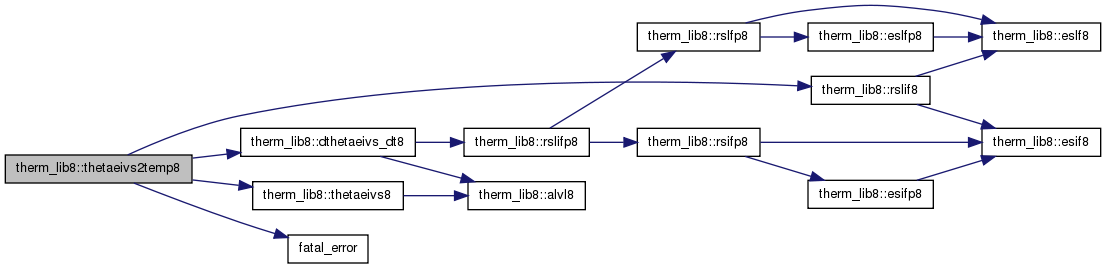 therm_lib8::rslfp8
therm_lib8::eslfp8
therm_lib8::eslf8
therm_lib8::rslif8
therm_lib8::dthetaeivs_dt8
therm_lib8::rslifp8
therm_lib8::rsifp8
therm_lib8::esif8
therm_lib8::thetaeivs2temp8
therm_lib8::thetaeivs8
therm_lib8::alvl8
therm_lib8::esifp8
fatal_error